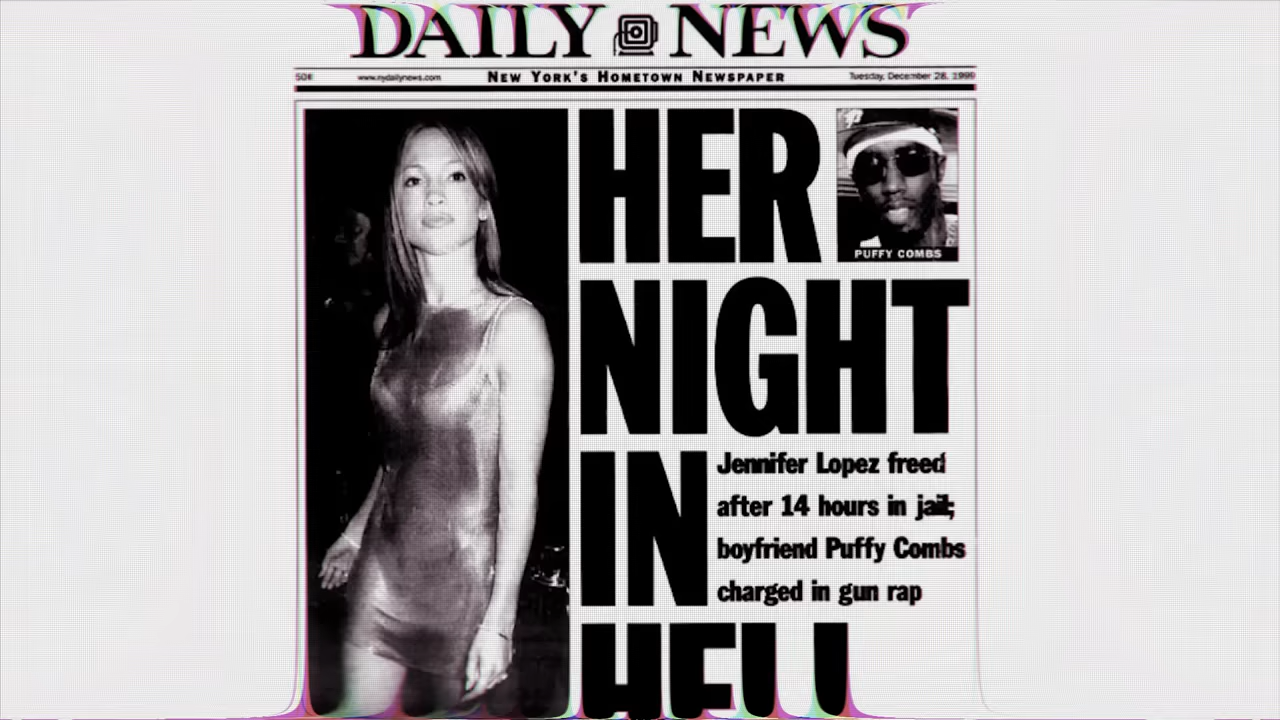 DAILY NEWS
50¢ www.nydailynews.com NEW YORK'S HOMETOWN NEWSPAPER Tuesday, December 28, 1999
HER
PUFFY COMBS
NIGHT
IN
Jennifer Lopez freed
after 14 hours in jail;
boyfriend Puffy Combs
charged in gun rap
HELL